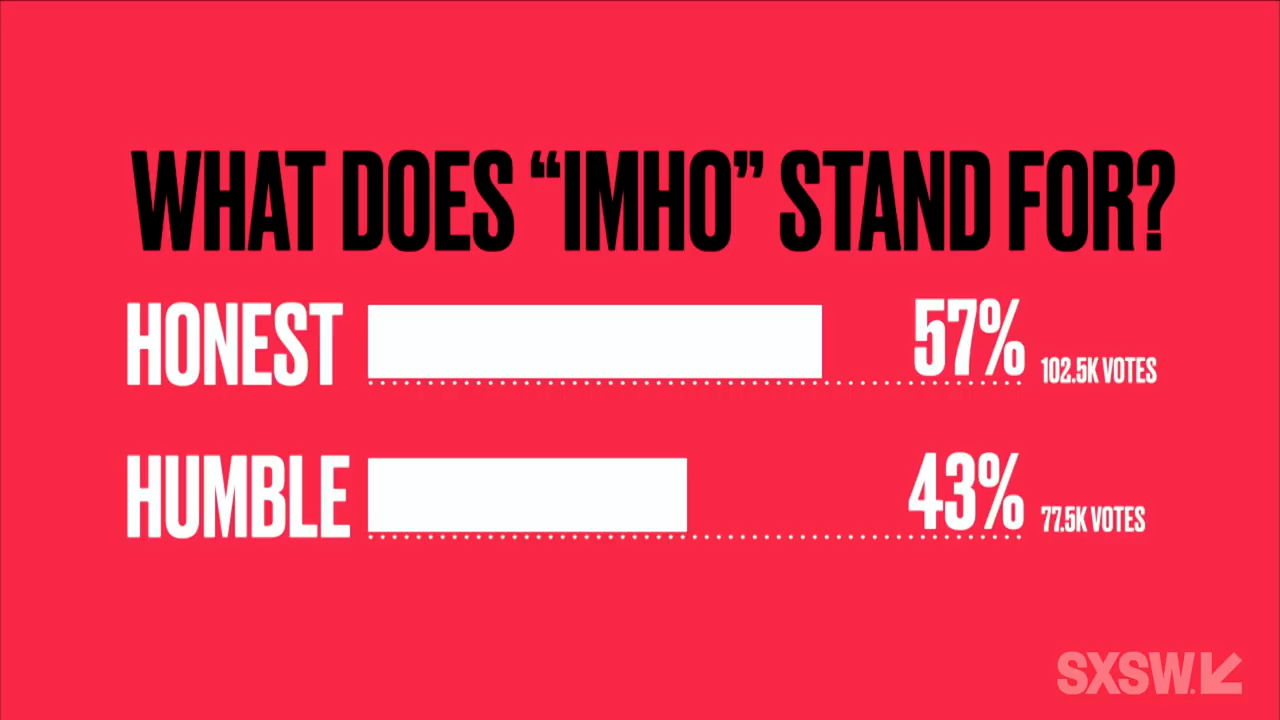 WHAT DOES “IMHO” STAND FOR?
HONEST 57% 102.5K VOTES
HUMBLE 43% 77.5K VOTES
SXSW.